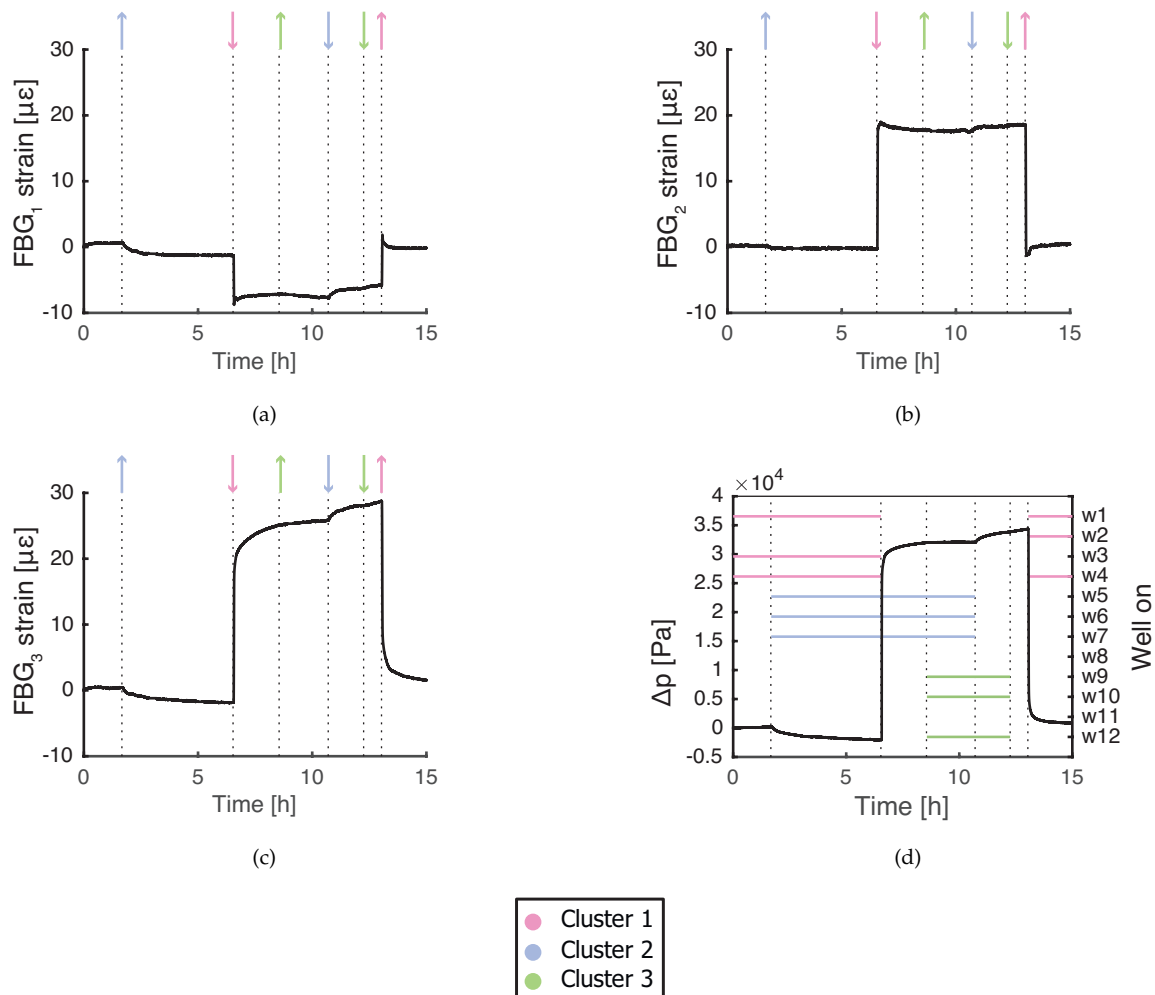 30
20
10
0
-10
FBG1 strain [με]
0 5 10 15
Time [h]
(a)
30
20
10
0
-10
FBG2 strain [με]
0 5 10 15
Time [h]
(b)
30
20
10
0
-10
FBG3 strain [με]
0 5 10 15
Time [h]
(c)
×10⁴
4
3.5
3
2.5
2
1.5
1
0.5
0
-0.5
Δp [Pa]
w1
w2
w3
w4
w5
w6
w7
w8
w9
w10
w11
w12
Well on
0 5 10 15
Time [h]
(d)
Cluster 1
Cluster 2
Cluster 3